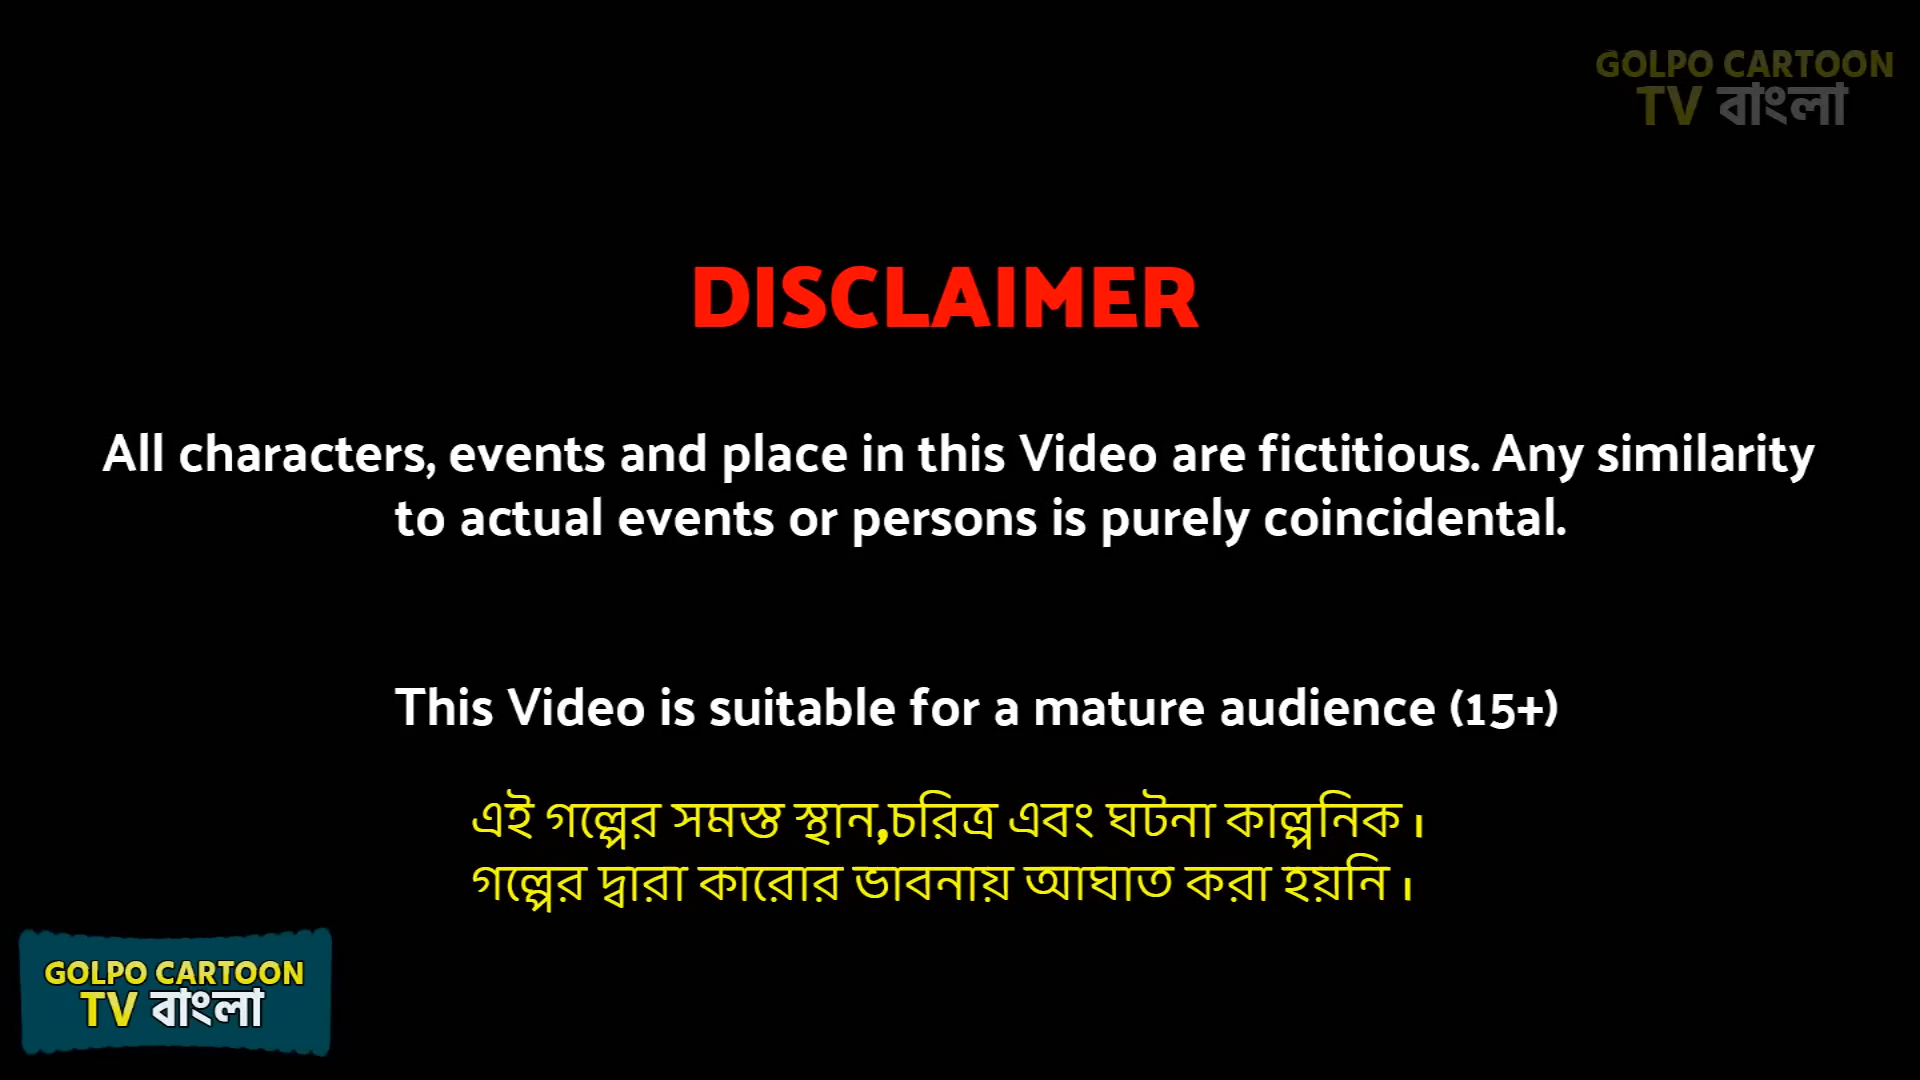 GOLPO CARTOON
TV বাংলা
DISCLAIMER
All characters, events and place in this Video are fictitious. Any similarity
to actual events or persons is purely coincidental.
This Video is suitable for a mature audience (15+)
এই গল্পের সমস্ত স্থান,চরিত্র এবং ঘটনা কাল্পনিক।
গল্পের দ্বারা কারোর ভাবনায় আঘাত করা হয়নি।
GOLPO CARTOON
TV বাংলা